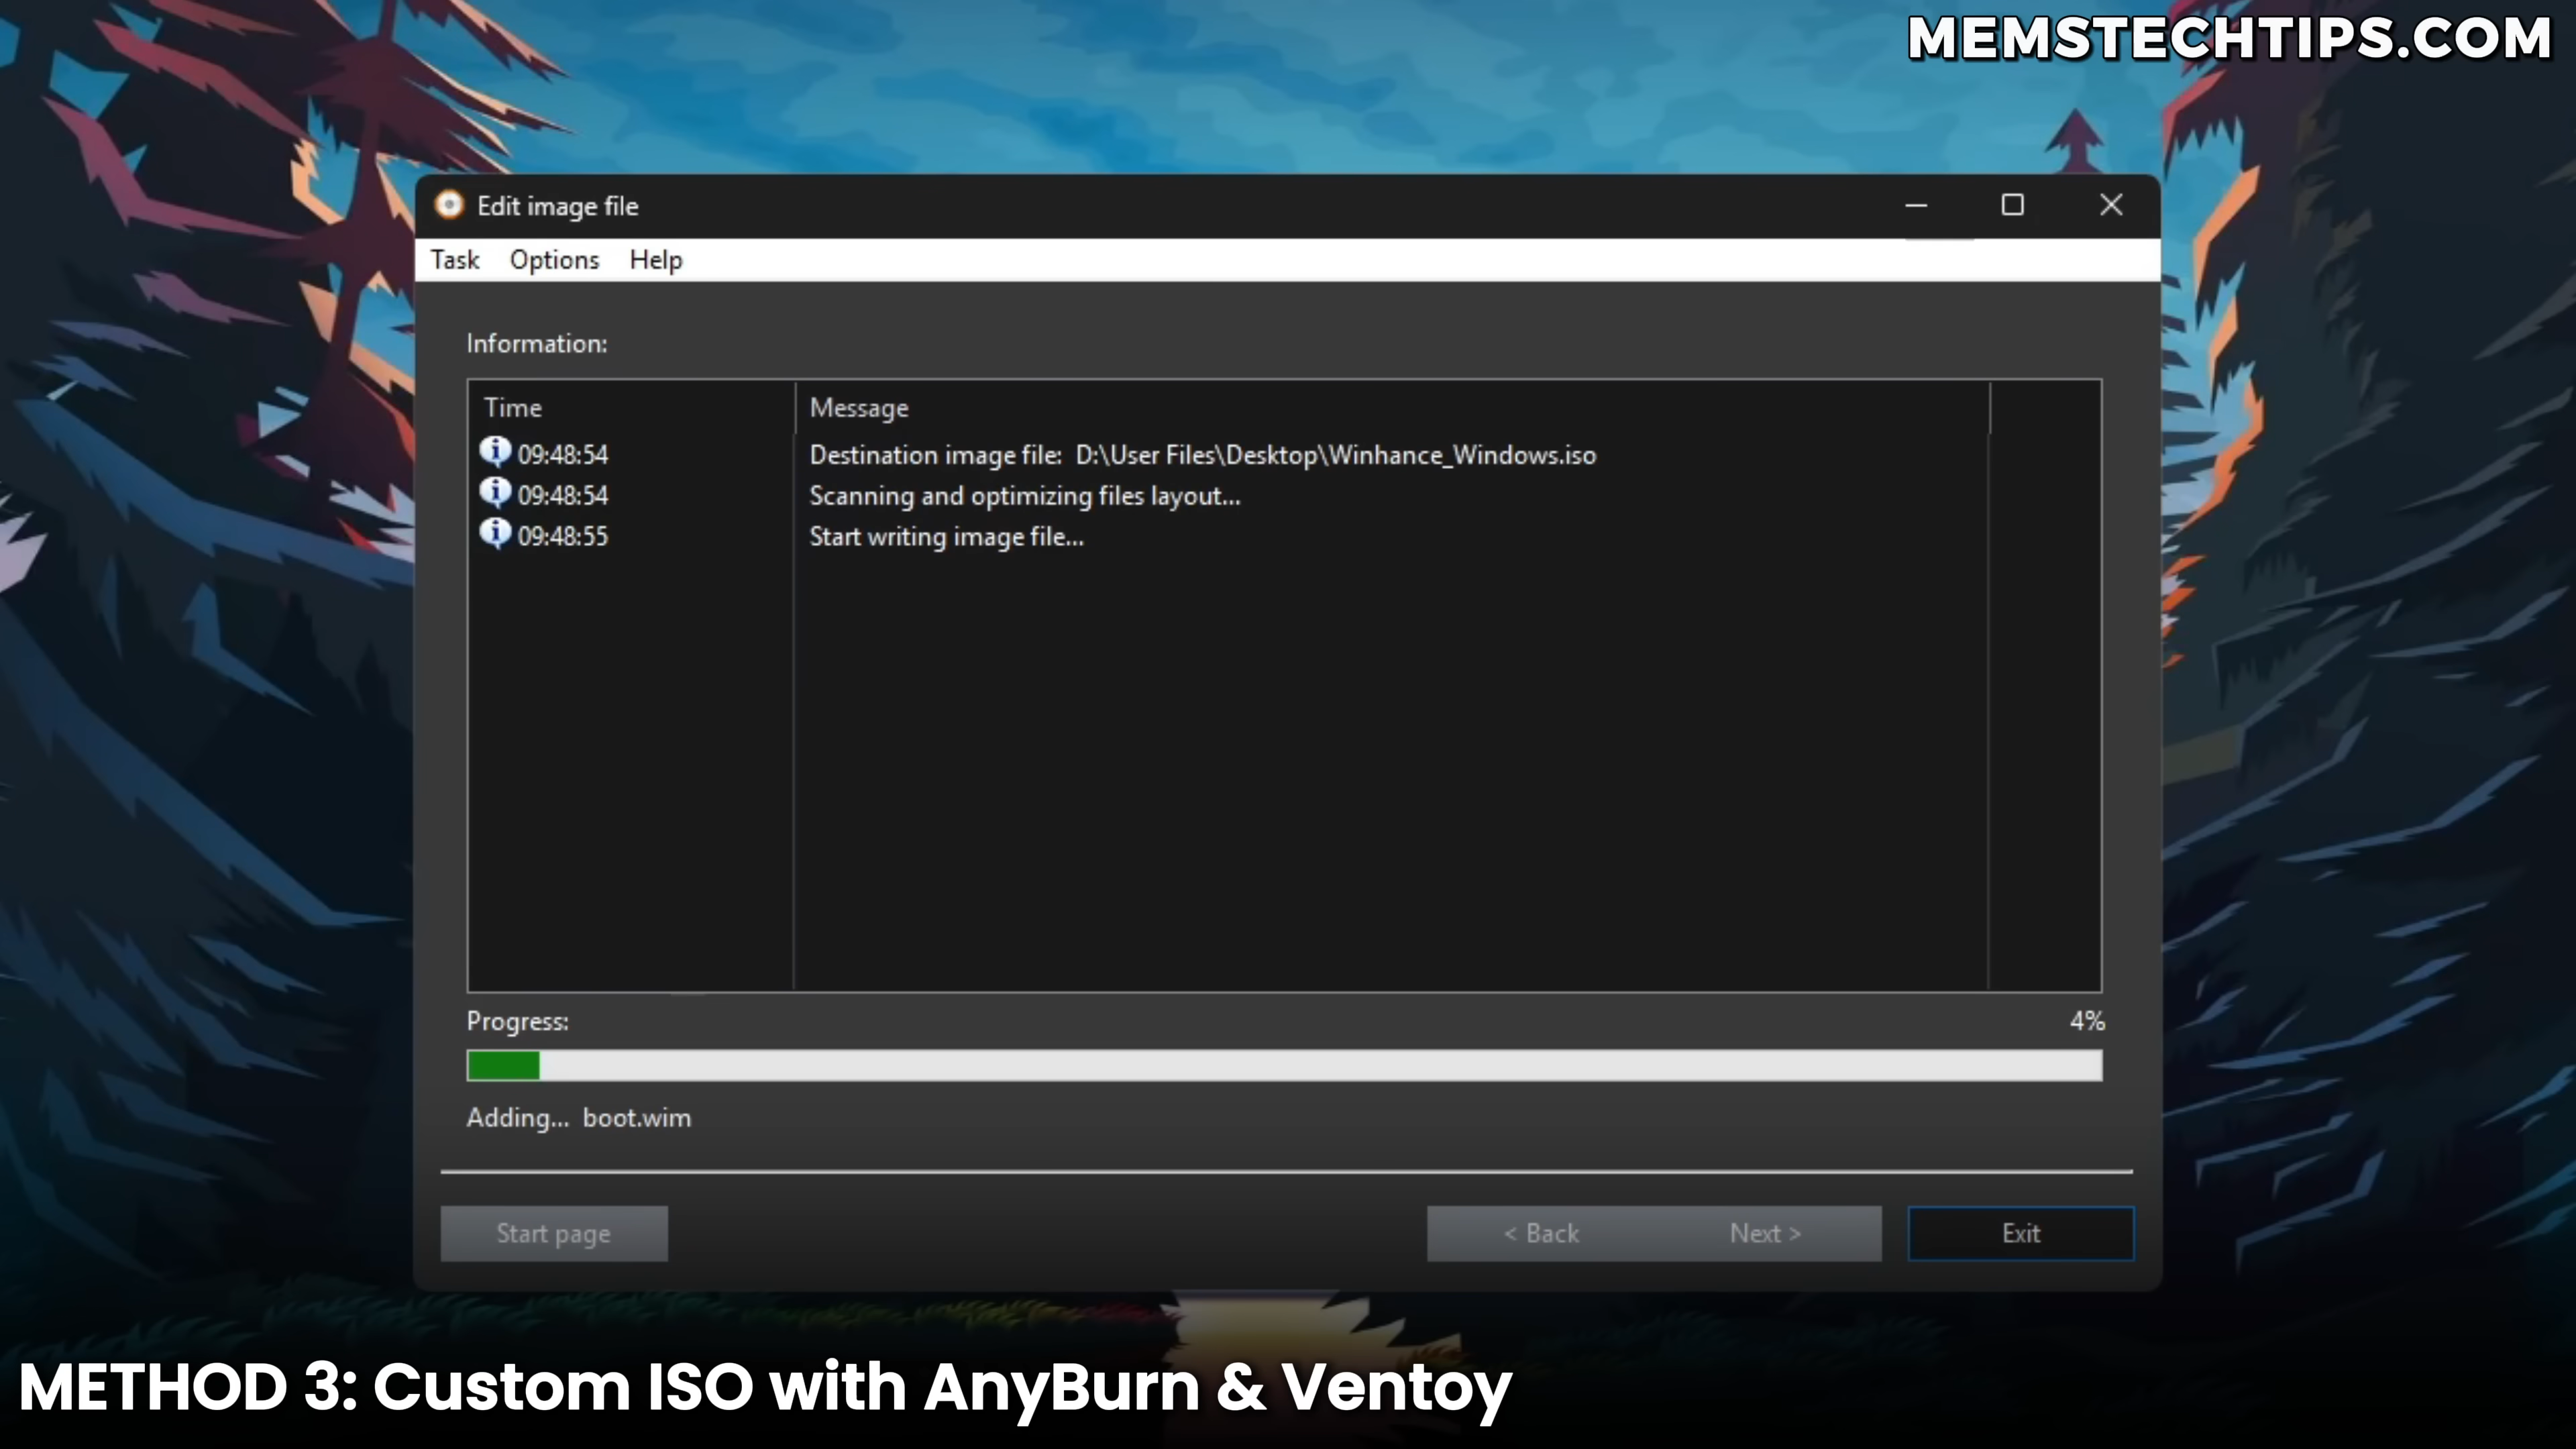 MEMSTECHTIPS.COM
Edit image file
Task Options Help
Information:
Time Message
09:48:54 Destination image file: D:\User Files\Desktop\Winhance_Windows.iso
09:48:54 Scanning and optimizing files layout...
09:48:55 Start writing image file...
Progress: 4%
Adding... boot.wim
Start page < Back Next > Exit
METHOD 3: Custom ISO with AnyBurn & Ventoy